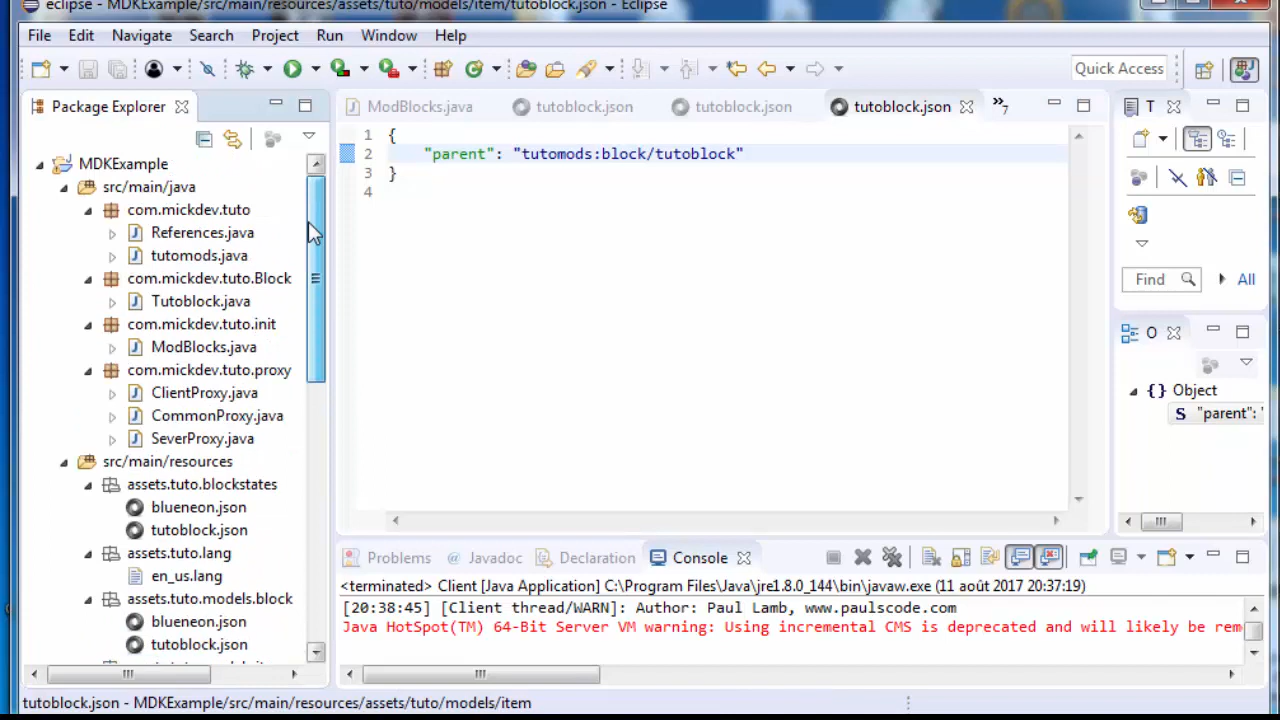 eclipse - MDKExample/src/main/resources/assets/tuto/models/item/tutoblock.json - Eclipse
File Edit Navigate Search Project Run Window Help
Quick Access
Package Explorer
MDKExample
src/main/java
com.mickdev.tuto
References.java
tutomods.java
com.mickdev.tuto.Block
Tutoblock.java
com.mickdev.tuto.init
ModBlocks.java
com.mickdev.tuto.proxy
ClientProxy.java
CommonProxy.java
SeverProxy.java
src/main/resources
assets.tuto.blockstates
blueneon.json
tutoblock.json
assets.tuto.lang
en_us.lang
assets.tuto.models.block
blueneon.json
tutoblock.json
ModBlocks.java tutoblock.json tutoblock.json tutoblock.json »7
1 {
2 "parent": "tutomods:block/tutoblock"
3 }
4
T
Find All
O
{} Object
S "parent": '
Problems @ Javadoc Declaration Console
<terminated> Client [Java Application] C:\Program Files\Java\jre1.8.0_144\bin\javaw.exe (11 août 2017 20:37:19)
[20:38:45] [Client thread/WARN]: Author: Paul Lamb, www.paulscode.com
Java HotSpot(TM) 64-Bit Server VM warning: Using incremental CMS is deprecated and will likely be rem
tutoblock.json - MDKExample/src/main/resources/assets/tuto/models/item